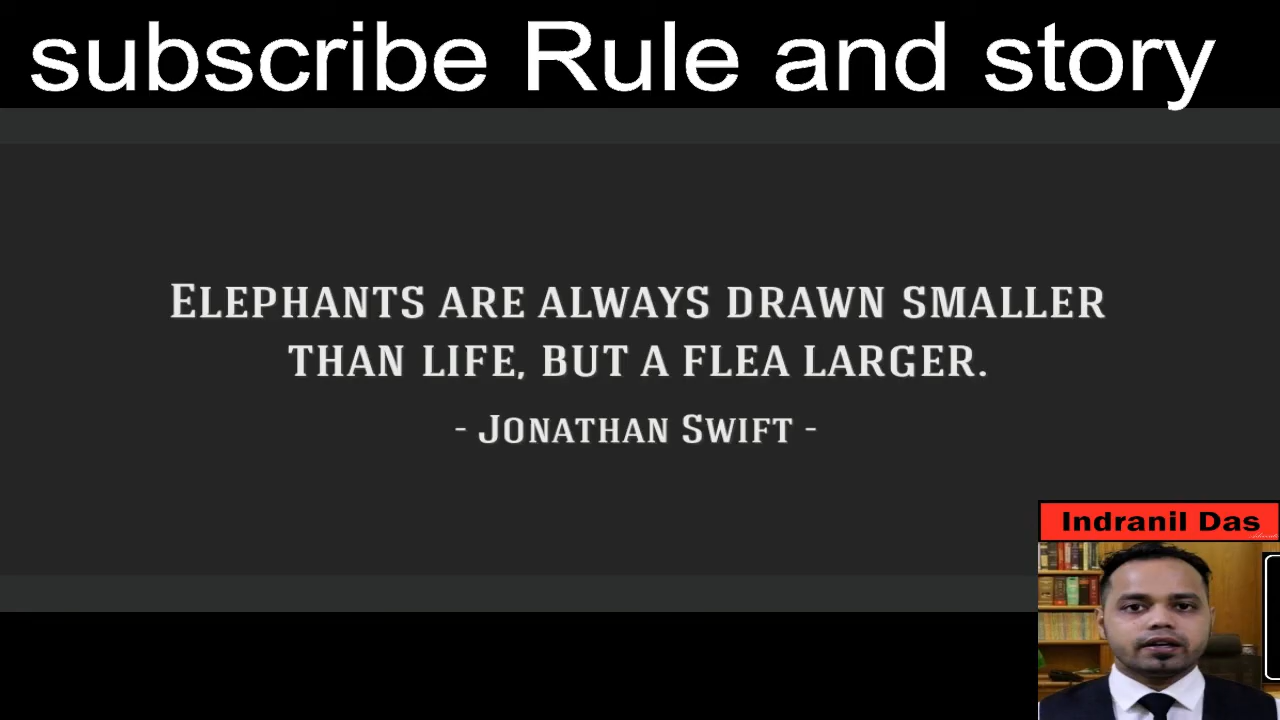 subscribe Rule and story
ELEPHANTS ARE ALWAYS DRAWN SMALLER
THAN LIFE, BUT A FLEA LARGER.
- JONATHAN SWIFT -
Indranil Das